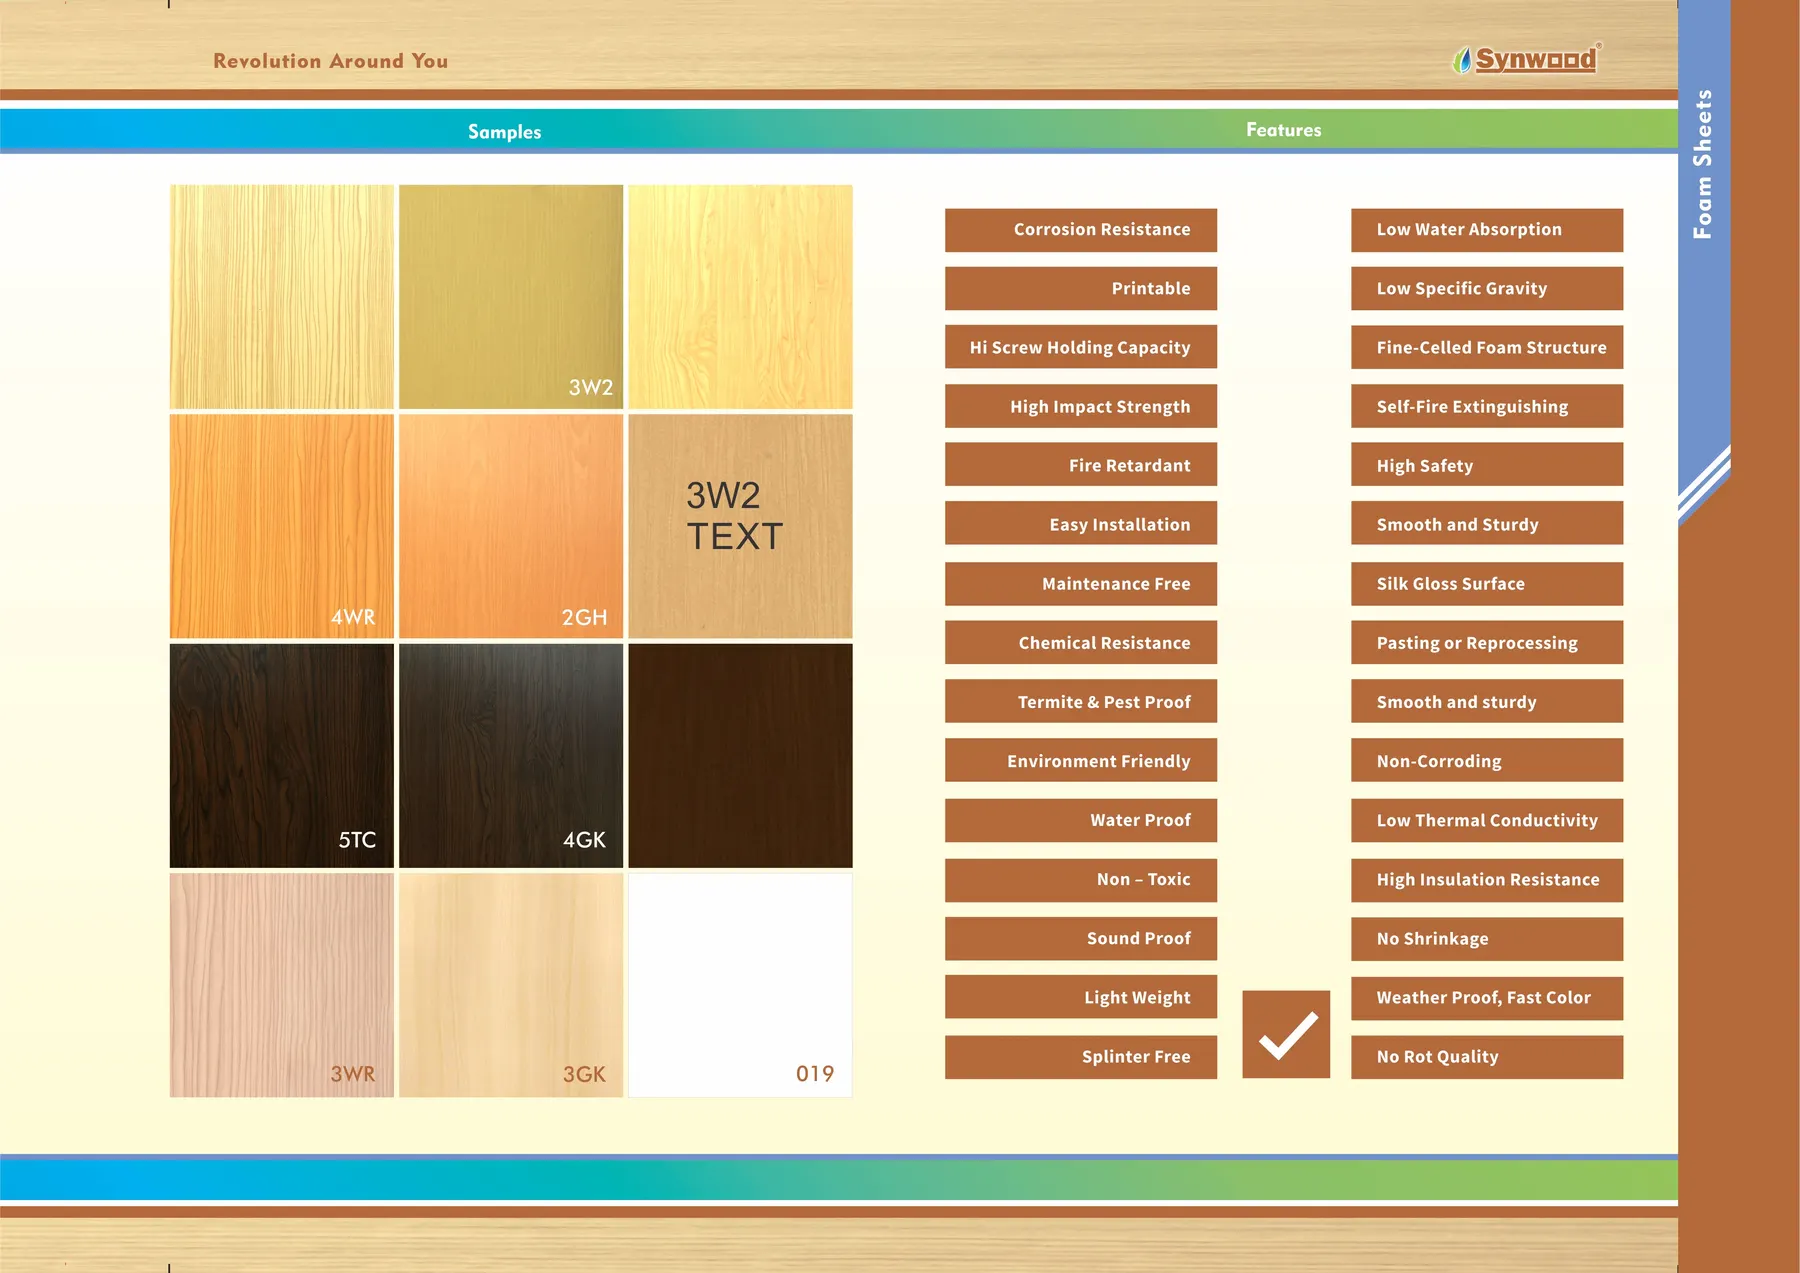 Revolution Around You
Synwood®
Samples
Features
Foam Sheets
3W2
4WR
2GH
3W2
TEXT
5TC
4GK
3WR
3GK
019
Corrosion Resistance
Printable
Hi Screw Holding Capacity
High Impact Strength
Fire Retardant
Easy Installation
Maintenance Free
Chemical Resistance
Termite & Pest Proof
Environment Friendly
Water Proof
Non – Toxic
Sound Proof
Light Weight
Splinter Free
Low Water Absorption
Low Specific Gravity
Fine-Celled Foam Structure
Self-Fire Extinguishing
High Safety
Smooth and Sturdy
Silk Gloss Surface
Pasting or Reprocessing
Smooth and sturdy
Non-Corroding
Low Thermal Conductivity
High Insulation Resistance
No Shrinkage
Weather Proof, Fast Color
No Rot Quality